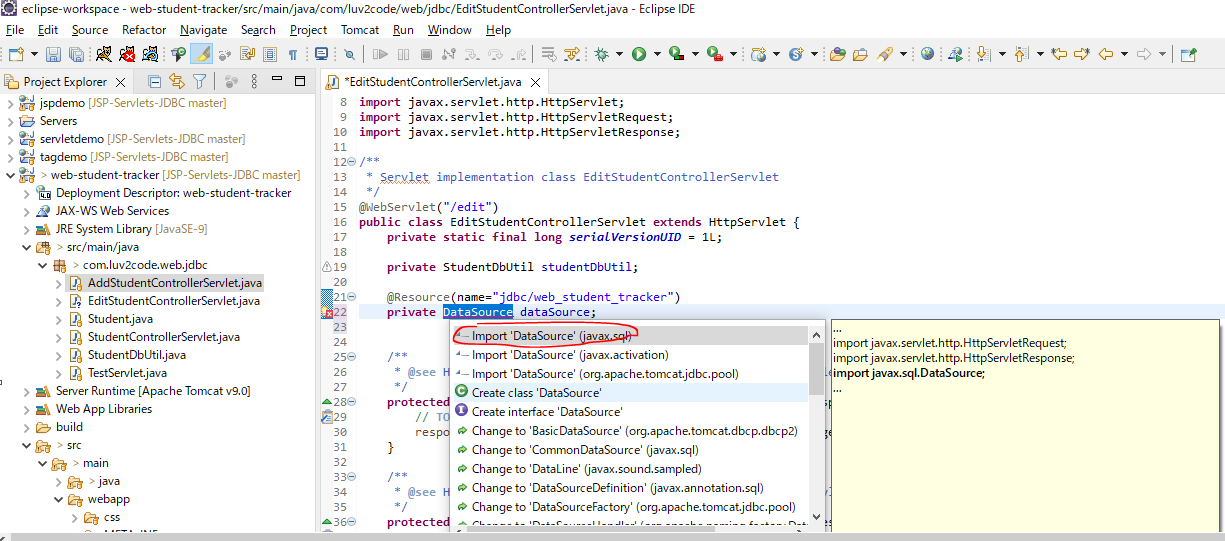 eclipse-workspace - web-student-tracker/src/main/java/com/luv2code/web/jdbc/EditStudentControllerServlet.java - Eclipse IDE
File Edit Source Refactor Navigate Search Project Tomcat Run Window Help
Project Explorer
jspdemo [JSP-Servlets-JDBC master]
Servers
servletdemo [JSP-Servlets-JDBC master]
tagdemo [JSP-Servlets-JDBC master]
> web-student-tracker [JSP-Servlets-JDBC master]
Deployment Descriptor: web-student-tracker
JAX-WS Web Services
JRE System Library [JavaSE-9]
> src/main/java
> com.luv2code.web.jdbc
AddStudentControllerServlet.java
EditStudentControllerServlet.java
Student.java
StudentControllerServlet.java
StudentDbUtil.java
TestServlet.java
Server Runtime [Apache Tomcat v9.0]
Web App Libraries
build
> src
> main
> java
> webapp
> css
*EditStudentControllerServlet.java
8 import javax.servlet.http.HttpServlet;
9 import javax.servlet.http.HttpServletRequest;
10 import javax.servlet.http.HttpServletResponse;
11
12 /**
13 * Servlet implementation class EditStudentControllerServlet
14 */
15 @WebServlet("/edit")
16 public class EditStudentControllerServlet extends HttpServlet {
17 private static final long serialVersionUID = 1L;
18
19 private StudentDbUtil studentDbUtil;
20
21 @Resource(name="jdbc/web_student_tracker")
22 private DataSource dataSource;
23
24
25 /**
26 * @see H
27 */
28 protected
29 // TO
30 respo
31 }
32
33 /**
34 * @see H
35 */
36 protected
Import 'DataSource' (javax.sql)
Import 'DataSource' (javax.activation)
Import 'DataSource' (org.apache.tomcat.jdbc.pool)
Create class 'DataSource'
Create interface 'DataSource'
Change to 'BasicDataSource' (org.apache.tomcat.dbcp.dbcp2)
Change to 'CommonDataSource' (javax.sql)
Change to 'DataLine' (javax.sound.sampled)
Change to 'DataSourceDefinition' (javax.annotation.sql)
Change to 'DataSourceFactory' (org.apache.tomcat.jdbc.pool)
...
import javax.servlet.http.HttpServletRequest;
import javax.servlet.http.HttpServletResponse;
import javax.sql.DataSource;
...